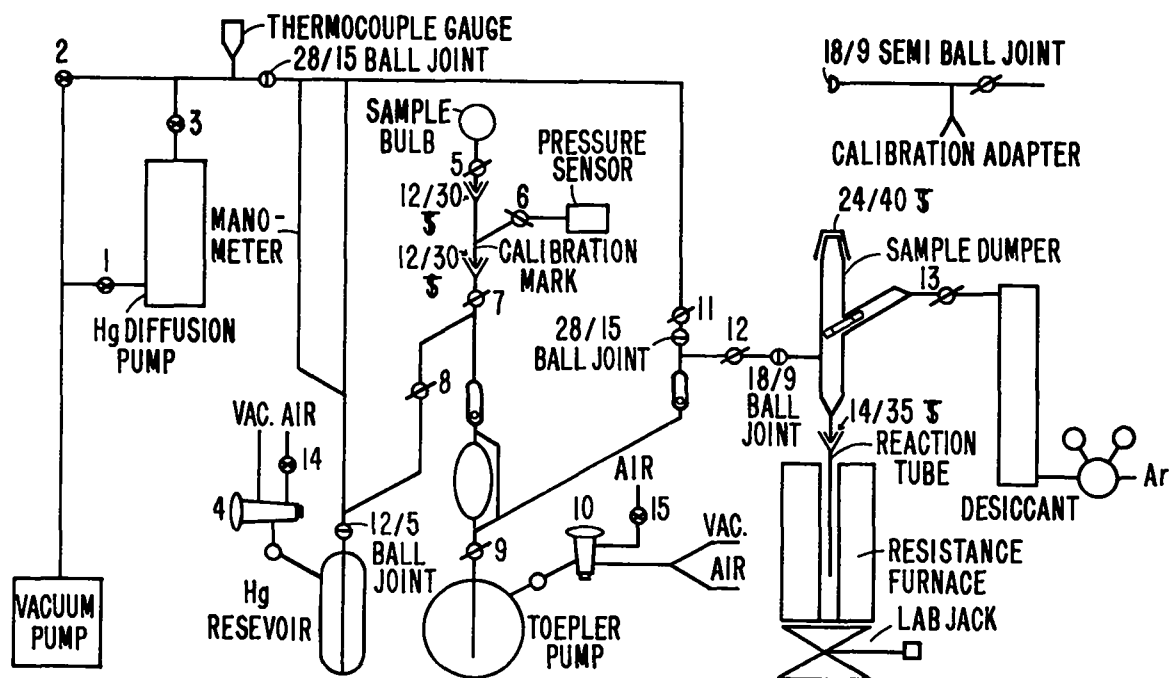 THERMOCOUPLE GAUGE
28/15 BALL JOINT
2
3
1
Hg DIFFUSION
PUMP
MANO-
METER
SAMPLE
BULB
5
12/30
S
6
PRESSURE
SENSOR
12/30
S
CALIBRATION
MARK
7
8
18/9 SEMI BALL JOINT
CALIBRATION ADAPTER
24/40 S
SAMPLE DUMPER
13
11
28/15
BALL JOINT
12
18/9
BALL
JOINT
14/35 S
REACTION
TUBE
DESICCANT
Ar
VAC. AIR
14
4
12/5
BALL
JOINT
Hg
RESEVOIR
9
10
AIR
15
VAC.
AIR
TOEPLER
PUMP
RESISTANCE
FURNACE
LAB JACK
VACUUM
PUMP